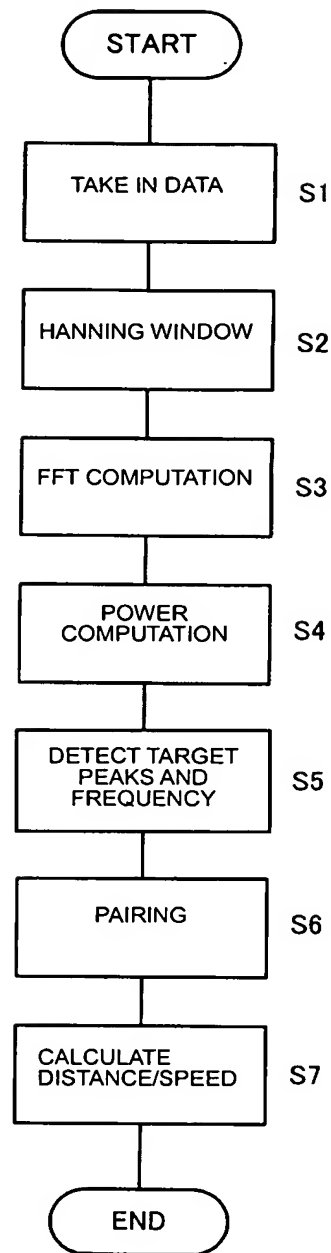 START
TAKE IN DATA
S1
HANNING WINDOW
S2
FFT COMPUTATION
S3
POWER
COMPUTATION
S4
DETECT TARGET
PEAKS AND
FREQUENCY
S5
PAIRING
S6
CALCULATE
DISTANCE/SPEED
S7
END